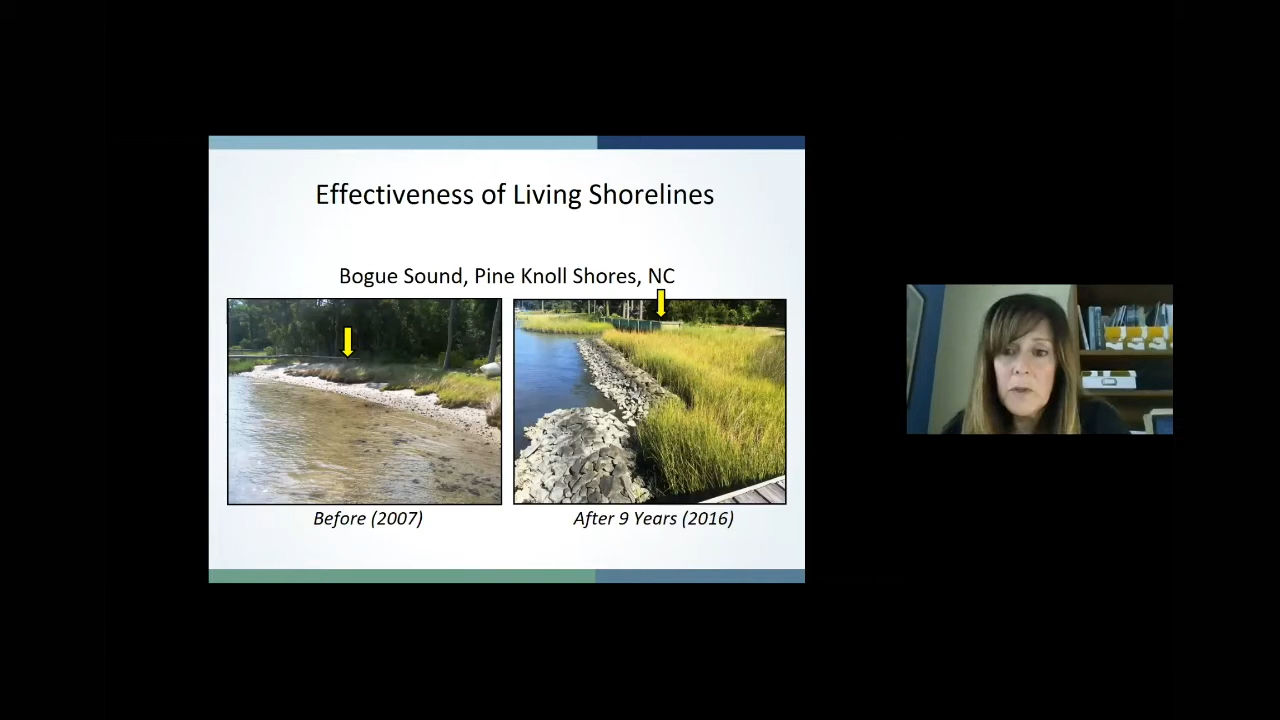 Effectiveness of Living Shorelines
Bogue Sound, Pine Knoll Shores, NC
Before (2007)
After 9 Years (2016)